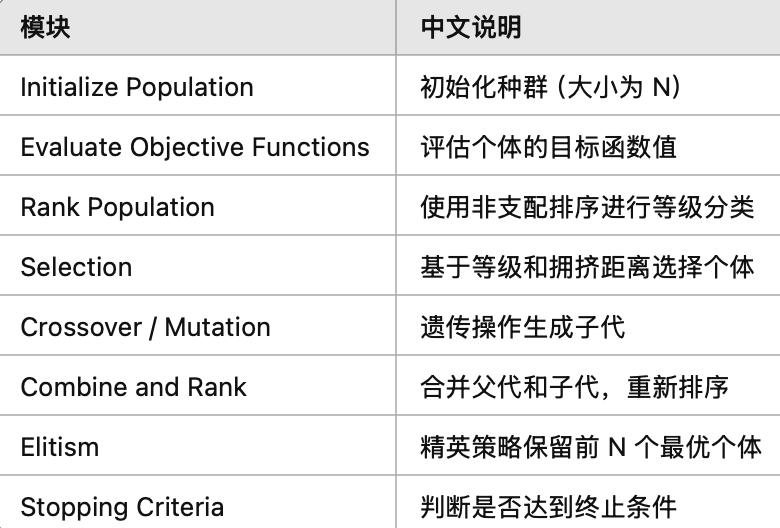 模块 中文说明
Initialize Population 初始化种群（大小为 N）
Evaluate Objective Functions 评估个体的目标函数值
Rank Population 使用非支配排序进行等级分类
Selection 基于等级和拥挤距离选择个体
Crossover / Mutation 遗传操作生成子代
Combine and Rank 合并父代和子代，重新排序
Elitism 精英策略保留前 N 个最优个体
Stopping Criteria 判断是否达到终止条件